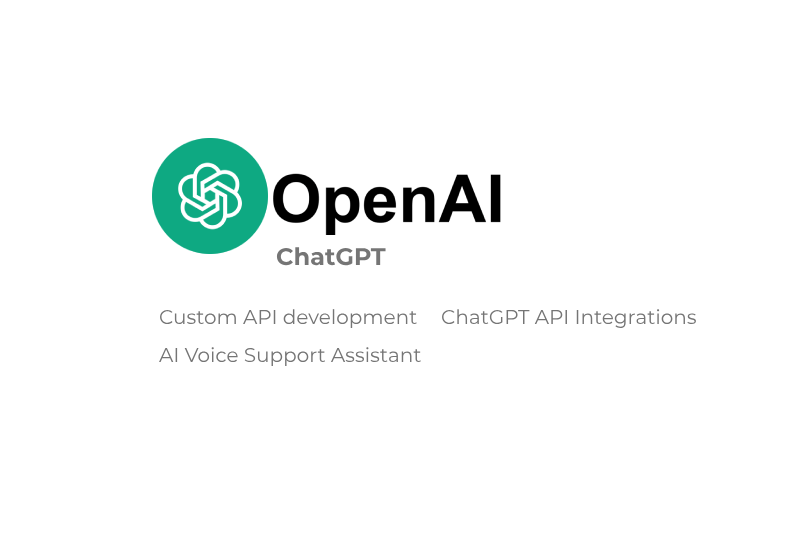 OpenAI
ChatGPT
Custom API development ChatGPT API Integrations
AI Voice Support Assistant